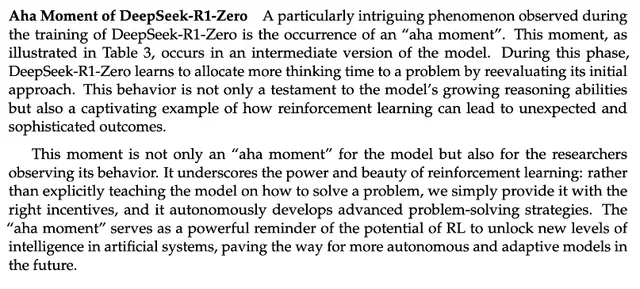 Aha Moment of DeepSeek-R1-Zero A particularly intriguing phenomenon observed during
the training of DeepSeek-R1-Zero is the occurrence of an “aha moment”. This moment, as
illustrated in Table 3, occurs in an intermediate version of the model. During this phase,
DeepSeek-R1-Zero learns to allocate more thinking time to a problem by reevaluating its initial
approach. This behavior is not only a testament to the model’s growing reasoning abilities
but also a captivating example of how reinforcement learning can lead to unexpected and
sophisticated outcomes.
This moment is not only an “aha moment” for the model but also for the researchers
observing its behavior. It underscores the power and beauty of reinforcement learning: rather
than explicitly teaching the model on how to solve a problem, we simply provide it with the
right incentives, and it autonomously develops advanced problem-solving strategies. The
“aha moment” serves as a powerful reminder of the potential of RL to unlock new levels of
intelligence in artificial systems, paving the way for more autonomous and adaptive models in
the future.